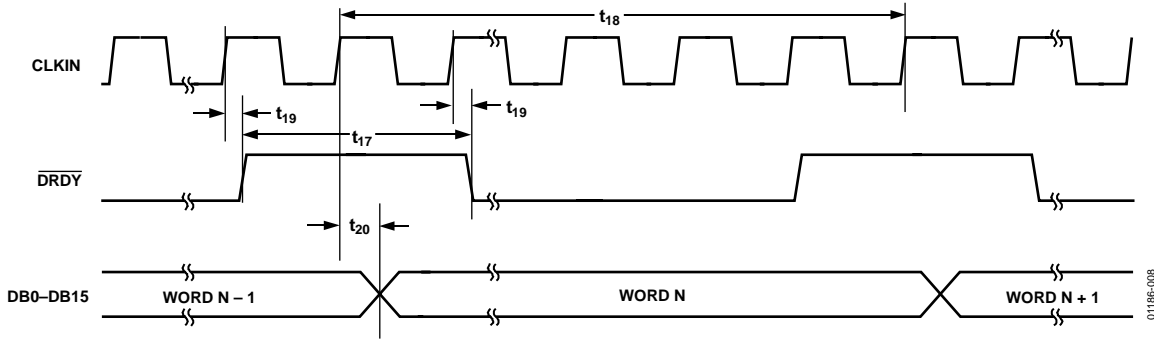 t18
CLKIN
t19
t19
t17
DRDY
t20
DB0–DB15
WORD N – 1
WORD N
WORD N + 1
01186-008